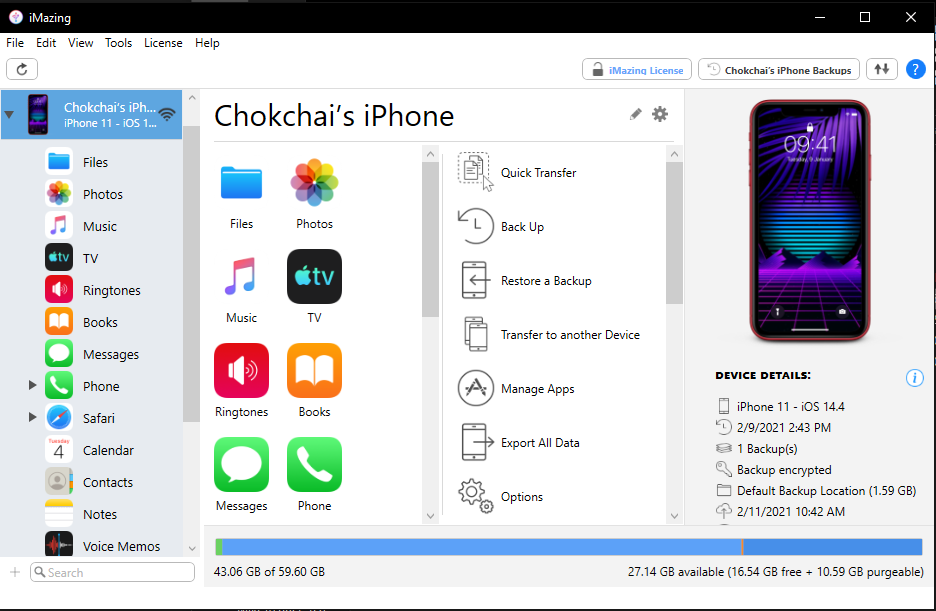 iMazing
File Edit View Tools License Help
iMazing License
Chokchai's iPhone Backups
?
Chokchai's iPh...
iPhone 11 - iOS 1...
Files
Photos
Music
tv TV
Ringtones
Books
Messages
Phone
Safari
Tuesday
4
Calendar
Contacts
Notes
Voice Memos
+
Search
Chokchai’s iPhone
Files
Photos
Music
tv
TV
Ringtones
Books
Messages
Phone
Quick Transfer
Back Up
Restore a Backup
Transfer to another Device
Manage Apps
Export All Data
Options
09:41
Tuesday, 9 January
DEVICE DETAILS:
i
iPhone 11 - iOS 14.4
2/9/2021 2:43 PM
1 Backup(s)
Backup encrypted
Default Backup Location (1.59 GB)
2/11/2021 10:42 AM
43.06 GB of 59.60 GB
27.14 GB available (16.54 GB free + 10.59 GB purgeable)